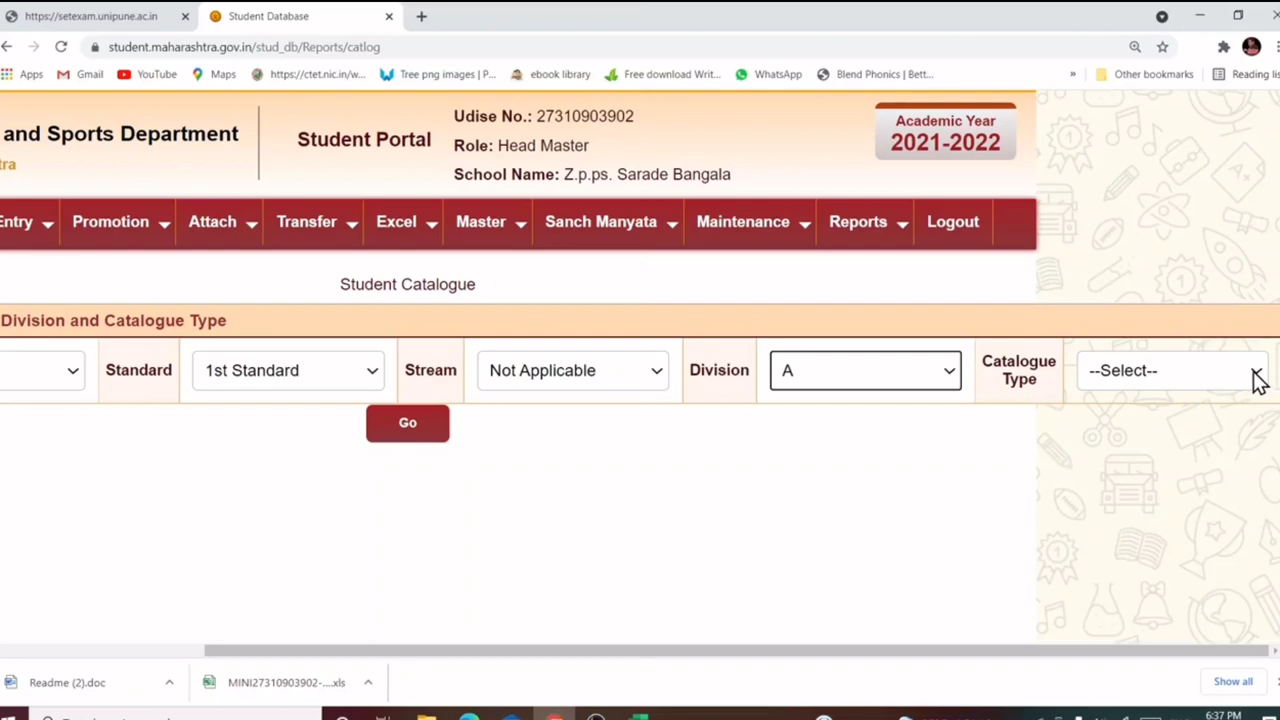 https://setexam.unipune.ac.in
Student Database
student.maharashtra.gov.in/stud_db/Reports/catlog
Apps
Gmail
YouTube
Maps
https://ctet.nic.in/w...
Tree png images | P...
ebook library
Free download Writ...
WhatsApp
Blend Phonics | Bett...
»
Other bookmarks
Reading lis
and Sports Department
tra
Student Portal
Udise No.: 27310903902
Role: Head Master
School Name: Z.p.ps. Sarade Bangala
Academic Year
2021-2022
Entry
Promotion
Attach
Transfer
Excel
Master
Sanch Manyata
Maintenance
Reports
Logout
Student Catalogue
Division and Catalogue Type
Standard
1st Standard
Stream
Not Applicable
Division
A
Catalogue
Type
--Select--
Go
Readme (2).doc
MINI27310903902-....xls
Show all
6:37 PM